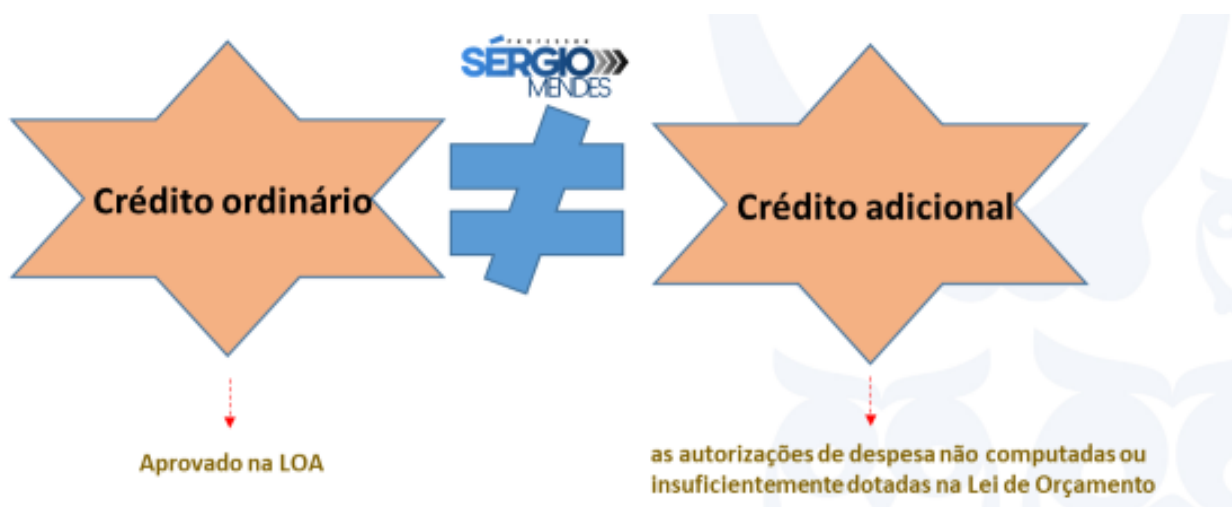 PROFESSOR
SÉRGIO
MENDES
Crédito ordinário
Crédito adicional
Aprovado na LOA
as autorizações de despesa não computadas ou
insuficientemente dotadas na Lei de Orçamento